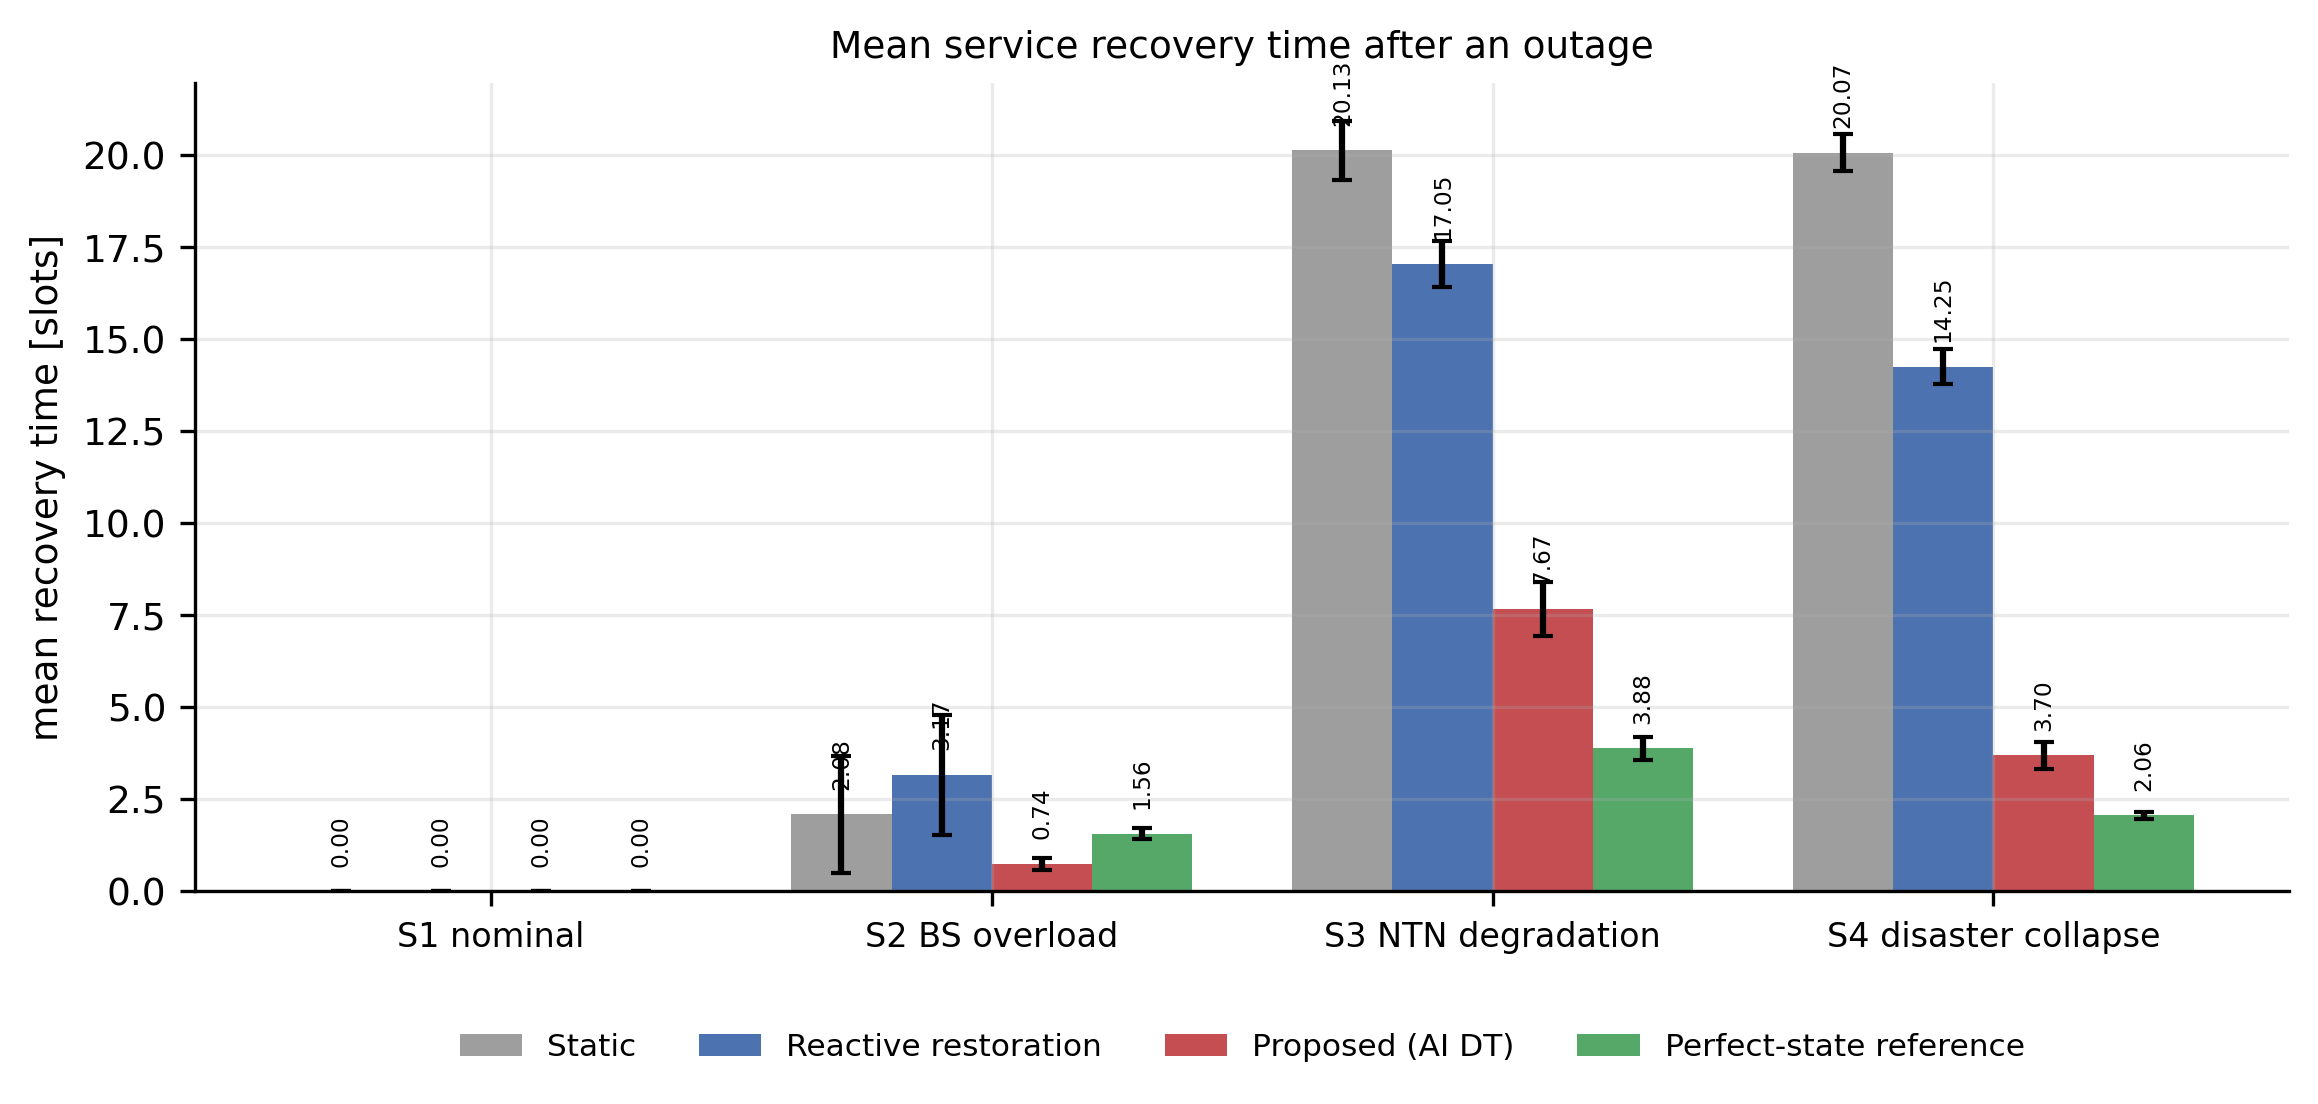 Mean service recovery time after an outage
mean recovery time [slots]
20.0
17.5
15.0
12.5
10.0
7.5
5.0
2.5
0.0
0.00
0.00
0.00
0.00
2.08
3.17
0.74
1.56
20.13
17.05
7.67
3.88
20.07
14.25
3.70
2.06
S1 nominal
S2 BS overload
S3 NTN degradation
S4 disaster collapse
Static
Reactive restoration
Proposed (AI DT)
Perfect-state reference